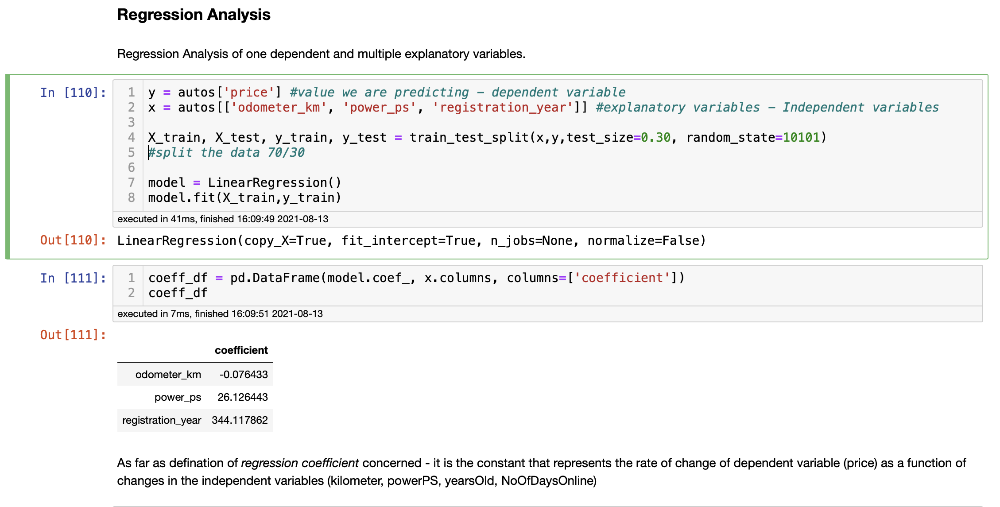 Regression Analysis
Regression Analysis of one dependent and multiple explanatory variables.
In [110]:
1 y = autos['price'] #value we are predicting – dependent variable
2 x = autos[['odometer_km', 'power_ps', 'registration_year']] #explanatory variables – Independent variables
3
4 X_train, X_test, y_train, y_test = train_test_split(x,y,test_size=0.30, random_state=10101)
5 #split the data 70/30
6
7 model = LinearRegression()
8 model.fit(X_train,y_train)
executed in 41ms, finished 16:09:49 2021-08-13
Out[110]: LinearRegression(copy_X=True, fit_intercept=True, n_jobs=None, normalize=False)
In [111]:
1 coeff_df = pd.DataFrame(model.coef_, x.columns, columns=['coefficient'])
2 coeff_df
executed in 7ms, finished 16:09:51 2021-08-13
Out[111]:
coefficient
odometer_km -0.076433
power_ps 26.126443
registration_year 344.117862
As far as defination of regression coefficient concerned - it is the constant that represents the rate of change of dependent variable (price) as a function of
changes in the independent variables (kilometer, powerPS, yearsOld, NoOfDaysOnline)